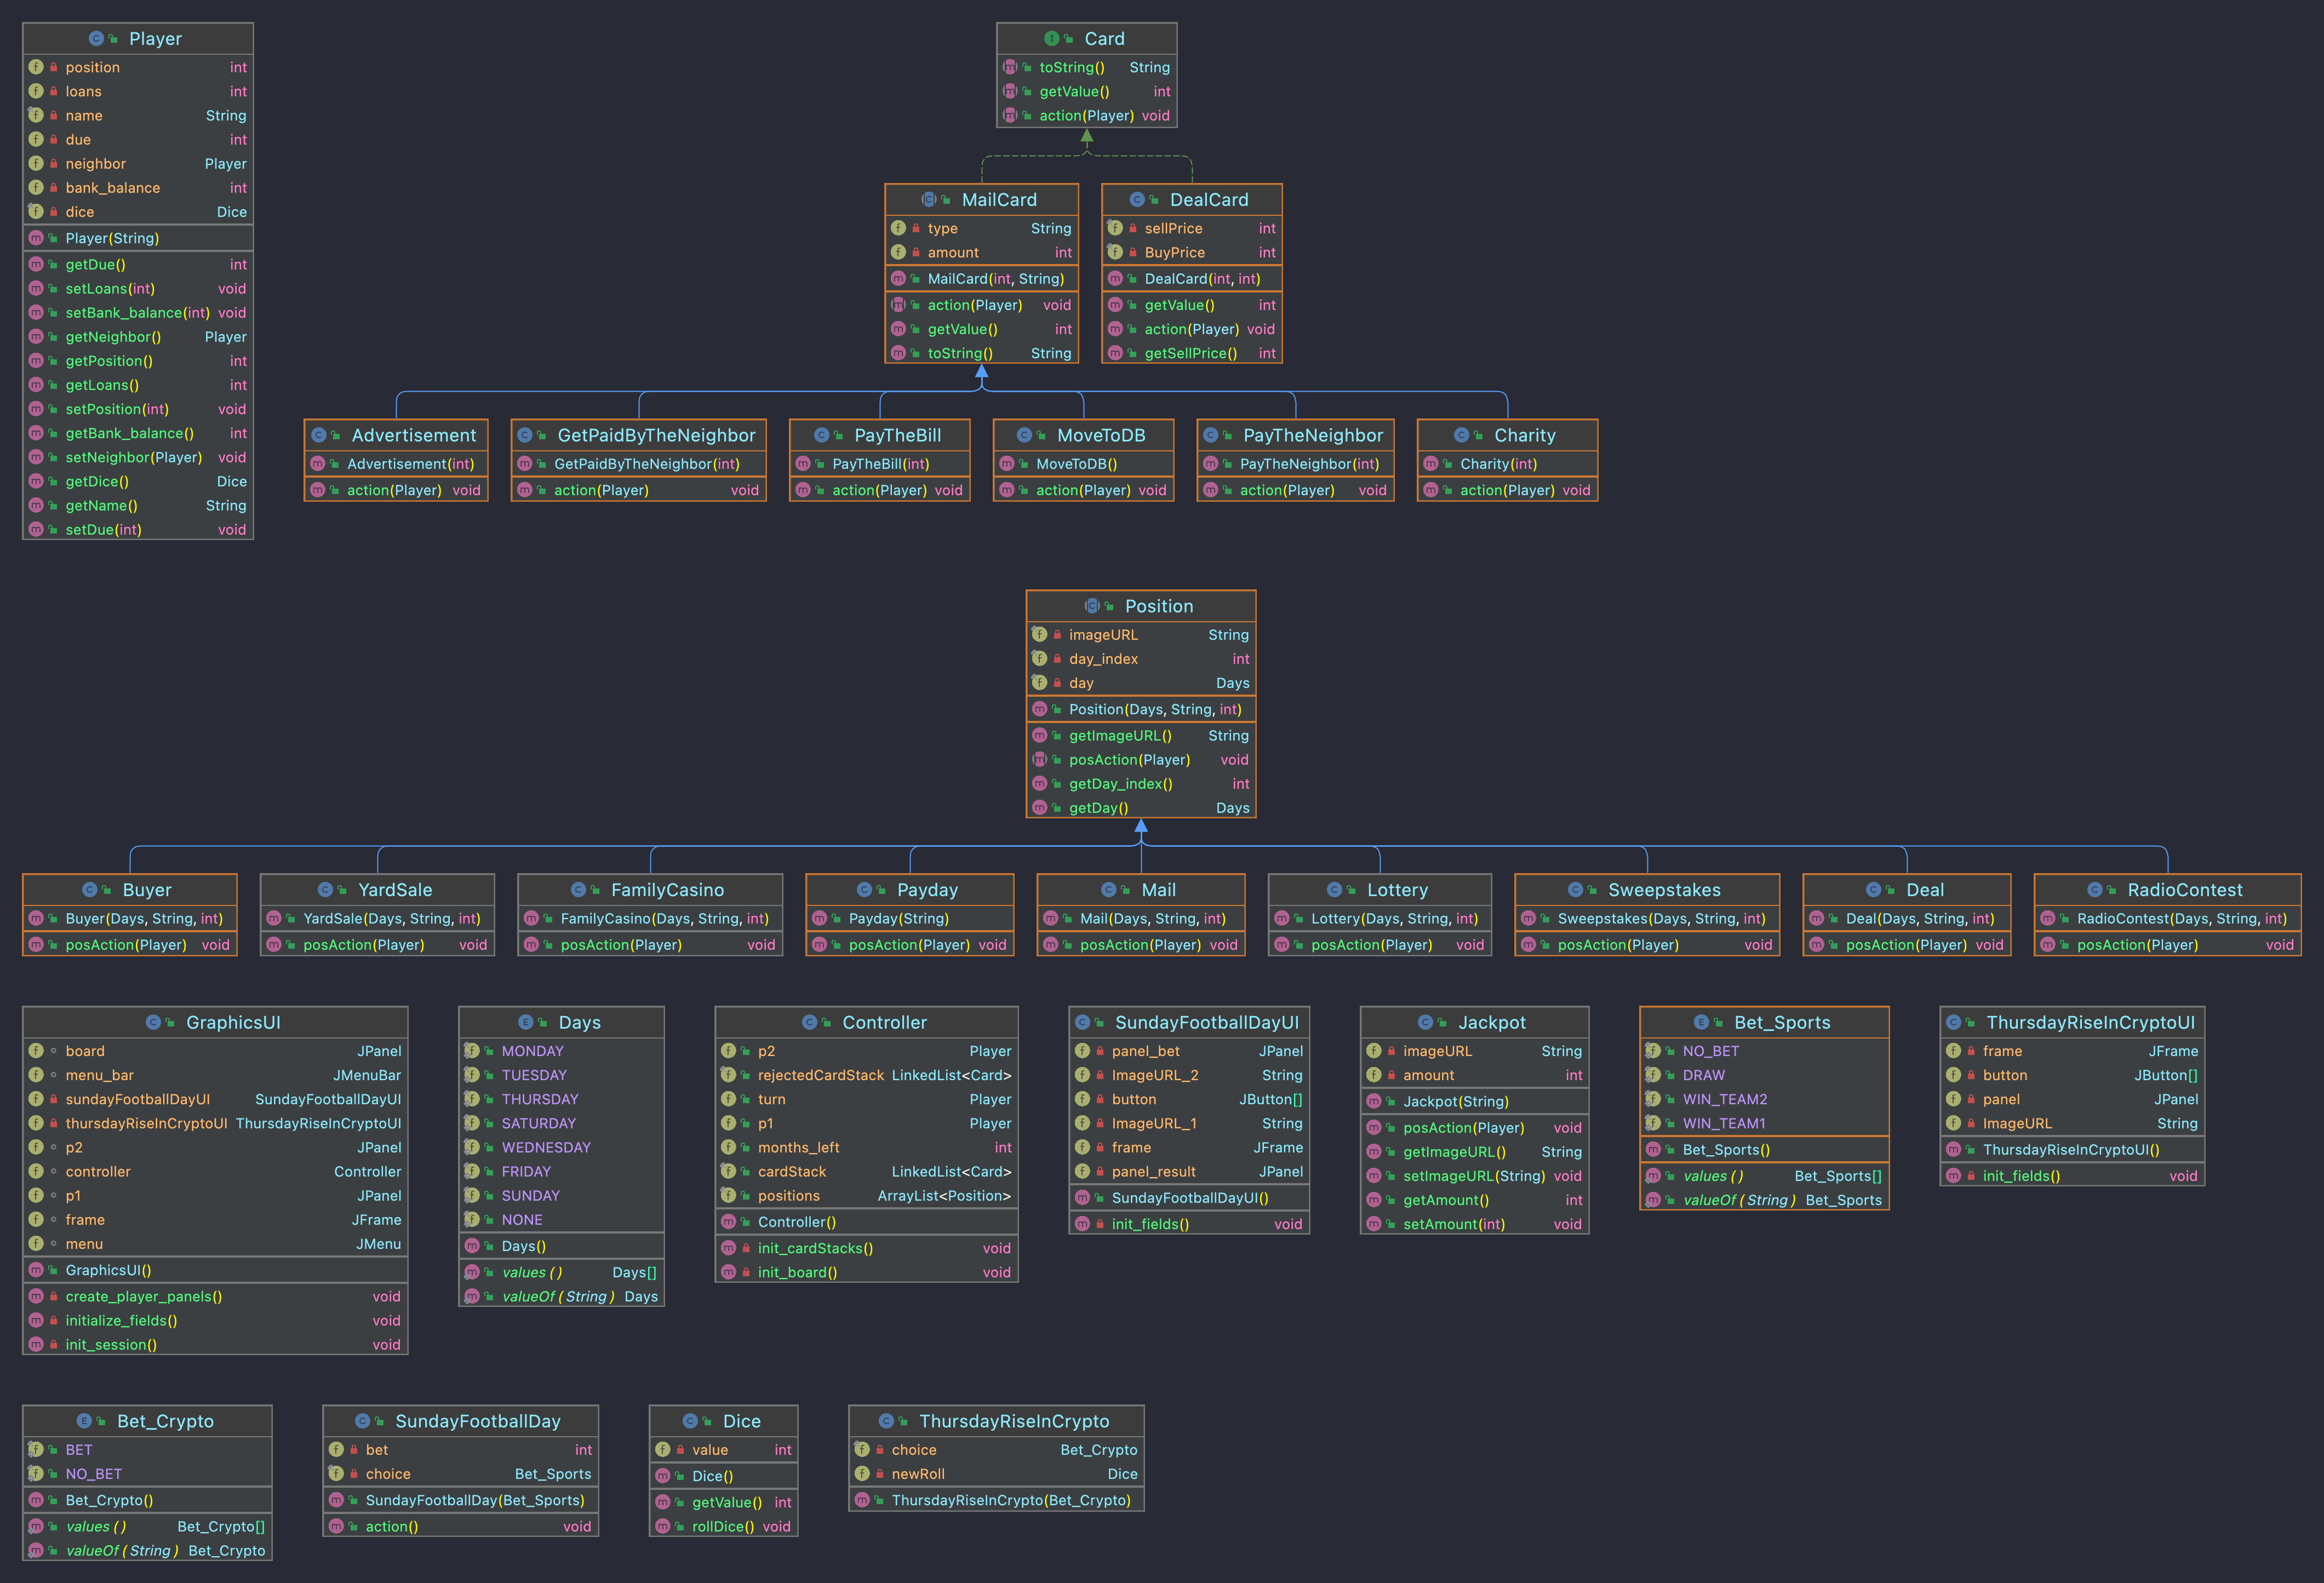 Player
position int
loans int
name String
due int
neighbor Player
bank_balance int
dice Dice
Player(String)
getDue() int
setLoans(int) void
setBank_balance(int) void
getNeighbor() Player
getPosition() int
getLoans() int
setPosition(int) void
getBank_balance() int
setNeighbor(Player) void
getDice() Dice
getName() String
setDue(int) void
Card
toString() String
getValue() int
action(Player) void
MailCard
type String
amount int
MailCard(int, String)
action(Player) void
getValue() int
toString() String
DealCard
sellPrice int
BuyPrice int
DealCard(int, int)
getValue() int
action(Player) void
getSellPrice() int
Advertisement
Advertisement(int)
action(Player) void
GetPaidByTheNeighbor
GetPaidByTheNeighbor(int)
action(Player) void
PayTheBill
PayTheBill(int)
action(Player) void
MoveToDB
MoveToDB()
action(Player) void
PayTheNeighbor
PayTheNeighbor(int)
action(Player) void
Charity
Charity(int)
action(Player) void
Position
imageURL String
day_index int
day Days
Position(Days, String, int)
getImageURL() String
posAction(Player) void
getDay_index() int
getDay() Days
Buyer
Buyer(Days, String, int)
posAction(Player) void
YardSale
YardSale(Days, String, int)
posAction(Player) void
FamilyCasino
FamilyCasino(Days, String, int)
posAction(Player) void
Payday
Payday(String)
posAction(Player) void
Mail
Mail(Days, String, int)
posAction(Player) void
Lottery
Lottery(Days, String, int)
posAction(Player) void
Sweepstakes
Sweepstakes(Days, String, int)
posAction(Player) void
Deal
Deal(Days, String, int)
posAction(Player) void
RadioContest
RadioContest(Days, String, int)
posAction(Player) void
GraphicsUI
board JPanel
menu_bar JMenuBar
sundayFootballDayUI SundayFootballDayUI
thursdayRiseInCryptoUI ThursdayRiseInCryptoUI
p2 JPanel
controller Controller
p1 JPanel
frame JFrame
menu JMenu
GraphicsUI()
create_player_panels() void
initialize_fields() void
init_session() void
Days
MONDAY
TUESDAY
THURSDAY
SATURDAY
WEDNESDAY
FRIDAY
SUNDAY
NONE
Days()
values() Days[]
valueOf(String) Days
Controller
p2 Player
rejectedCardStack LinkedList<Card>
turn Player
p1 Player
months_left int
cardStack LinkedList<Card>
positions ArrayList<Position>
Controller()
init_cardStacks() void
init_board() void
SundayFootballDayUI
panel_bet JPanel
ImageURL_2 String
button JButton[]
ImageURL_1 String
frame JFrame
panel_result JPanel
SundayFootballDayUI()
init_fields() void
Jackpot
imageURL String
amount int
Jackpot(String)
posAction(Player) void
getImageURL() String
setImageURL(String) void
getAmount() int
setAmount(int) void
Bet_Sports
NO_BET
DRAW
WIN_TEAM2
WIN_TEAM1
Bet_Sports()
values() Bet_Sports[]
valueOf(String) Bet_Sports
ThursdayRiseInCryptoUI
frame JFrame
button JButton[]
panel JPanel
ImageURL String
ThursdayRiseInCryptoUI()
init_fields() void
Bet_Crypto
BET
NO_BET
Bet_Crypto()
values() Bet_Crypto[]
valueOf(String) Bet_Crypto
SundayFootballDay
bet int
choice Bet_Sports
SundayFootballDay(Bet_Sports)
action() void
Dice
value int
Dice()
getValue() int
rollDice() void
ThursdayRiseInCrypto
choice Bet_Crypto
newRoll Dice
ThursdayRiseInCrypto(Bet_Crypto)